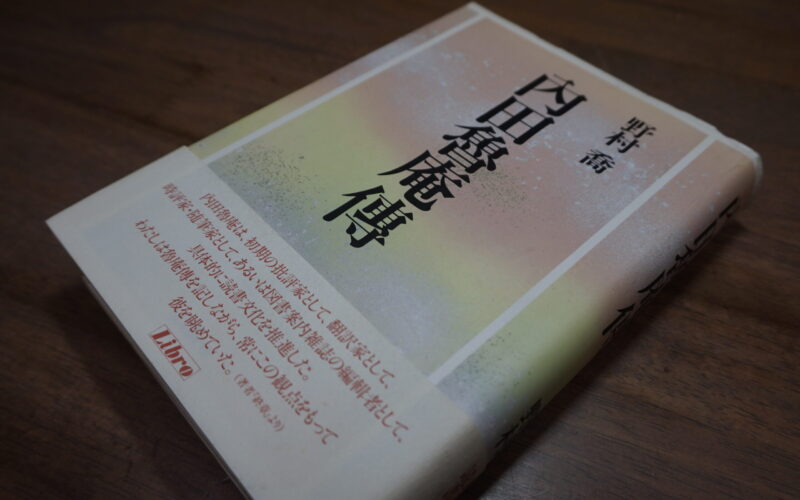 野村 喬
内田魯庵傳
内田魯庵は、初期の批評家として、翻訳家として、
時評家・随筆家として、あるいは図書案内雑誌の編輯者として、
具体的に読書文化を推進した。
わたしは魯庵傳を記しながら、常にこの観点をもって
彼を眺めていた。(著者・
Libro